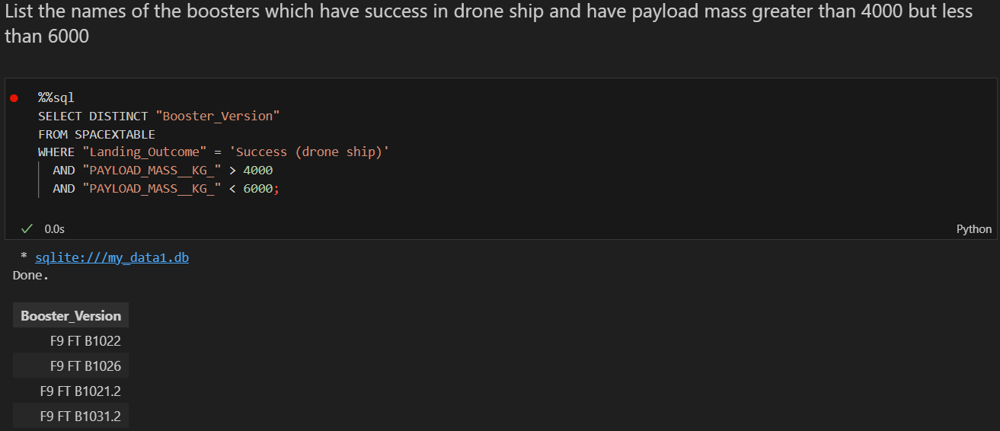 List the names of the boosters which have success in drone ship and have payload mass greater than 4000 but less
than 6000
%%sql
SELECT DISTINCT "Booster_Version"
FROM SPACEXTABLE
WHERE "Landing_Outcome" = 'Success (drone ship)'
AND "PAYLOAD_MASS__KG_" > 4000
AND "PAYLOAD_MASS__KG_" < 6000;
0.0s
Python
* sqlite:///my_data1.db
Done.
Booster_Version
F9 FT B1022
F9 FT B1026
F9 FT B1021.2
F9 FT B1031.2